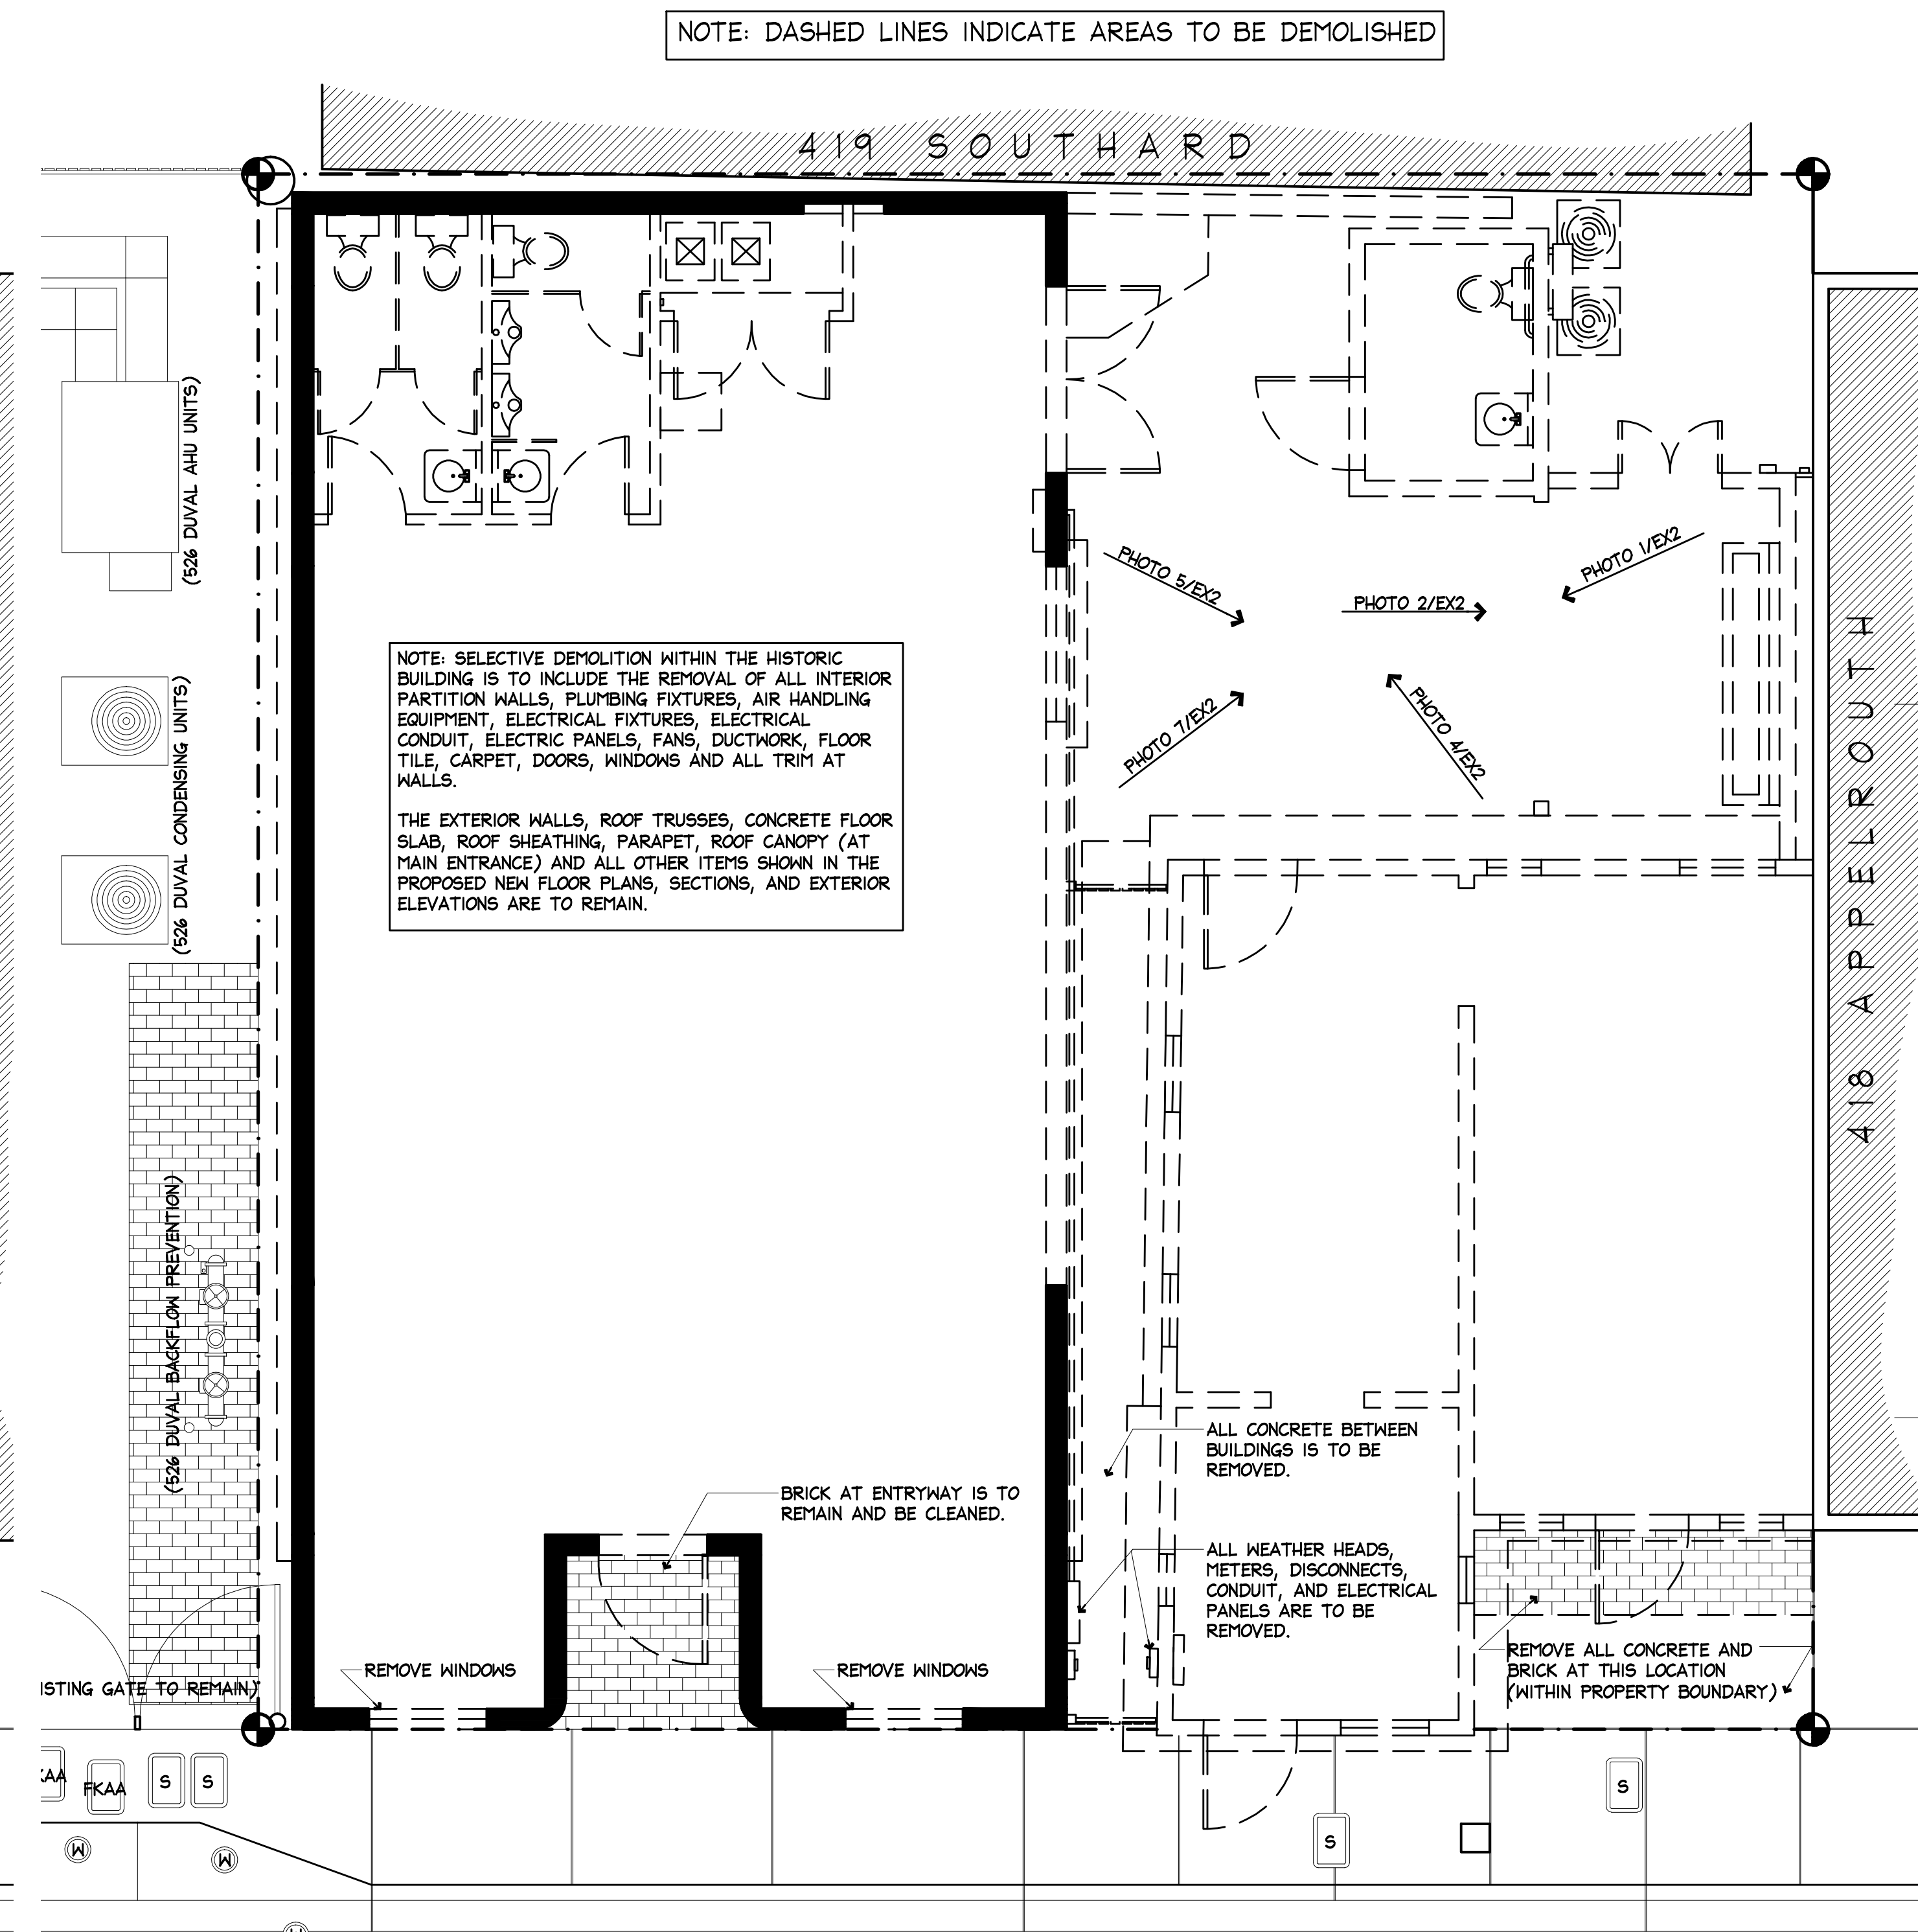 NOTE: DASHED LINES INDICATE AREAS TO BE DEMOLISHED
419 SOUTHARD
(526 DUVAL AHU UNITS)
PHOTO 5/EX2
PHOTO 2/EX2
PHOTO 1/EX2
PHOTO 7/EX2
PHOTO 4/EX2
418 APPELROUTH
NOTE: SELECTIVE DEMOLITION WITHIN THE HISTORIC
BUILDING IS TO INCLUDE THE REMOVAL OF ALL INTERIOR
PARTITION WALLS, PLUMBING FIXTURES, AIR HANDLING
EQUIPMENT, ELECTRICAL FIXTURES, ELECTRICAL
CONDUIT, ELECTRIC PANELS, FANS, DUCTWORK, FLOOR
TILE, CARPET, DOORS, WINDOWS AND ALL TRIM AT
WALLS.
THE EXTERIOR WALLS, ROOF TRUSSES, CONCRETE FLOOR
SLAB, ROOF SHEATHING, PARAPET, ROOF CANOPY (AT
MAIN ENTRANCE) AND ALL OTHER ITEMS SHOWN IN THE
PROPOSED NEW FLOOR PLANS, SECTIONS, AND EXTERIOR
ELEVATIONS ARE TO REMAIN.
(526 DUVAL CONDENSING UNITS)
(526 DUVAL BACKFLOW PREVENTION)
ALL CONCRETE BETWEEN
BUILDINGS IS TO BE
REMOVED.
BRICK AT ENTRYWAY IS TO
REMAIN AND BE CLEANED.
ALL WEATHER HEADS,
METERS, DISCONNECTS,
CONDUIT, AND ELECTRICAL
PANELS ARE TO BE
REMOVED.
REMOVE ALL CONCRETE AND
BRICK AT THIS LOCATION
(WITHIN PROPERTY BOUNDARY)
REMOVE WINDOWS
REMOVE WINDOWS
ISTING GATE TO REMAIN)
KAA
FKAA
S
S
S
S
W
W